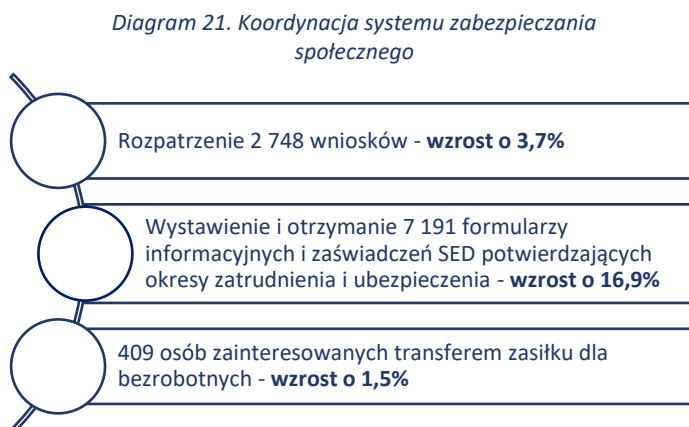 Diagram 21. Koordynacja systemu zabezpieczania
społecznego
Rozpatrzenie 2 748 wniosków - wzrost o 3,7%
Wystawienie i otrzymanie 7 191 formularzy
informacyjnych i zaświadczeń SED potwierdzających
okresy zatrudnienia i ubezpieczenia - wzrost o 16,9%
409 osób zainteresowanych transferem zasiłku dla
bezrobotnych - wzrost o 1,5%